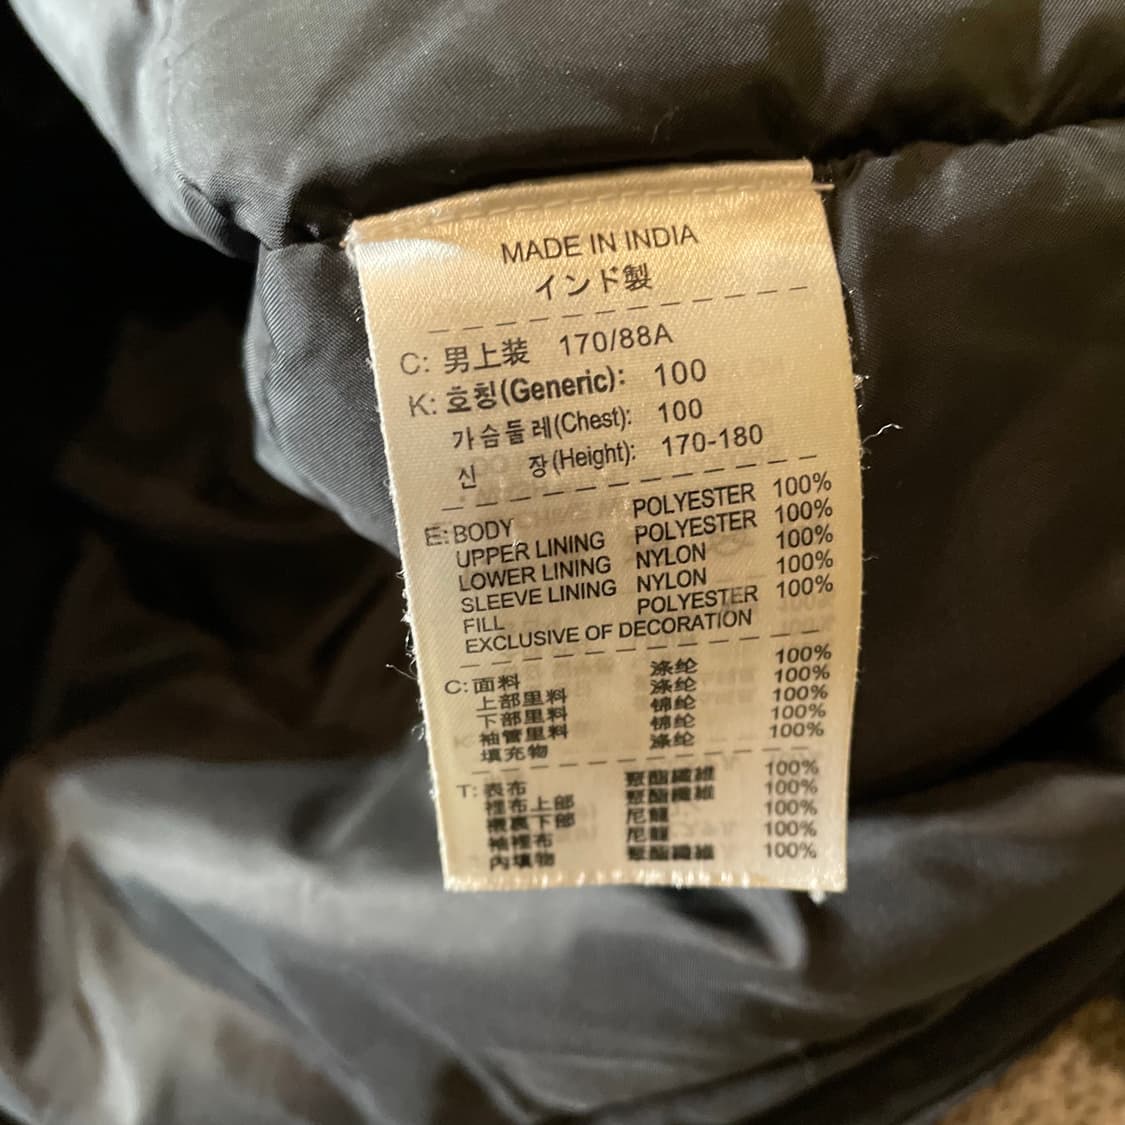 MADE IN INDIA
インド製
C: 男上装 170/88A
K: 호칭(Generic): 100
가슴둘레(Chest): 100
신 장(Height): 170-180
E: BODY POLYESTER 100%
UPPER LINING POLYESTER 100%
LOWER LINING NYLON 100%
SLEEVE LINING NYLON 100%
FILL POLYESTER 100%
EXCLUSIVE OF DECORATION
C: 面料 涤纶 100%
上部里料 涤纶 100%
下部里料 锦纶 100%
袖管里料 锦纶 100%
填充物 涤纶 100%
T: 表布 聚酯纖維 100%
裡布上部 聚酯纖維 100%
襯裏下部 尼龍 100%
袖裡布 尼龍 100%
內填物 聚酯纖維 100%